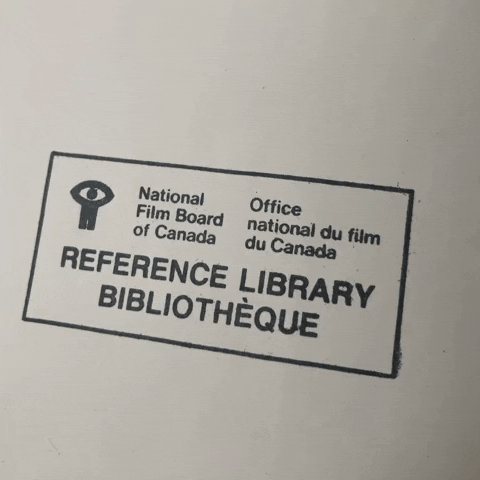 National
Film Board
of Canada
Office
national du film
du Canada
REFERENCE LIBRARY
BIBLIOTHÈQUE